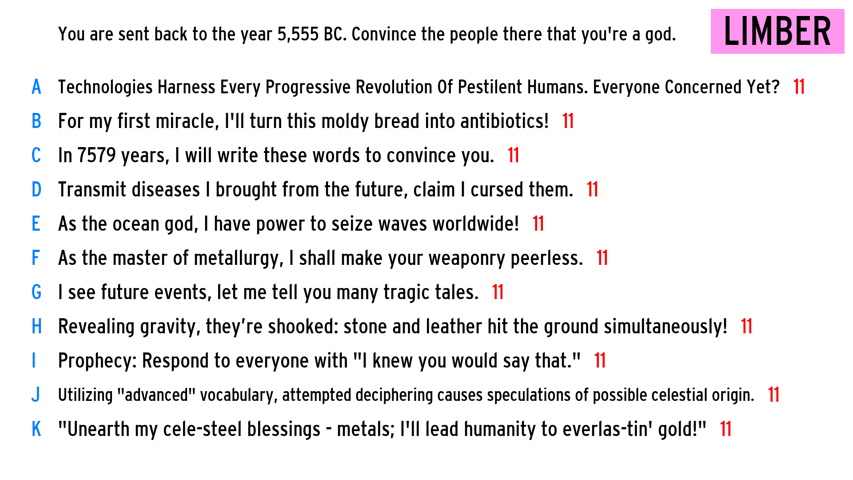 You are sent back to the year 5,555 BC. Convince the people there that you're a god. LIMBER
A Technologies Harness Every Progressive Revolution Of Pestilent Humans. Everyone Concerned Yet? 11
B For my first miracle, I'll turn this moldy bread into antibiotics! 11
C In 7579 years, I will write these words to convince you. 11
D Transmit diseases I brought from the future, claim I cursed them. 11
E As the ocean god, I have power to seize waves worldwide! 11
F As the master of metallurgy, I shall make your weaponry peerless. 11
G I see future events, let me tell you many tragic tales. 11
H Revealing gravity, they’re shooked: stone and leather hit the ground simultaneously! 11
I Prophecy: Respond to everyone with "I knew you would say that." 11
J Utilizing "advanced" vocabulary, attempted deciphering causes speculations of possible celestial origin. 11
K "Unearth my cele-steel blessings - metals; I'll lead humanity to everlas-tin' gold!" 11